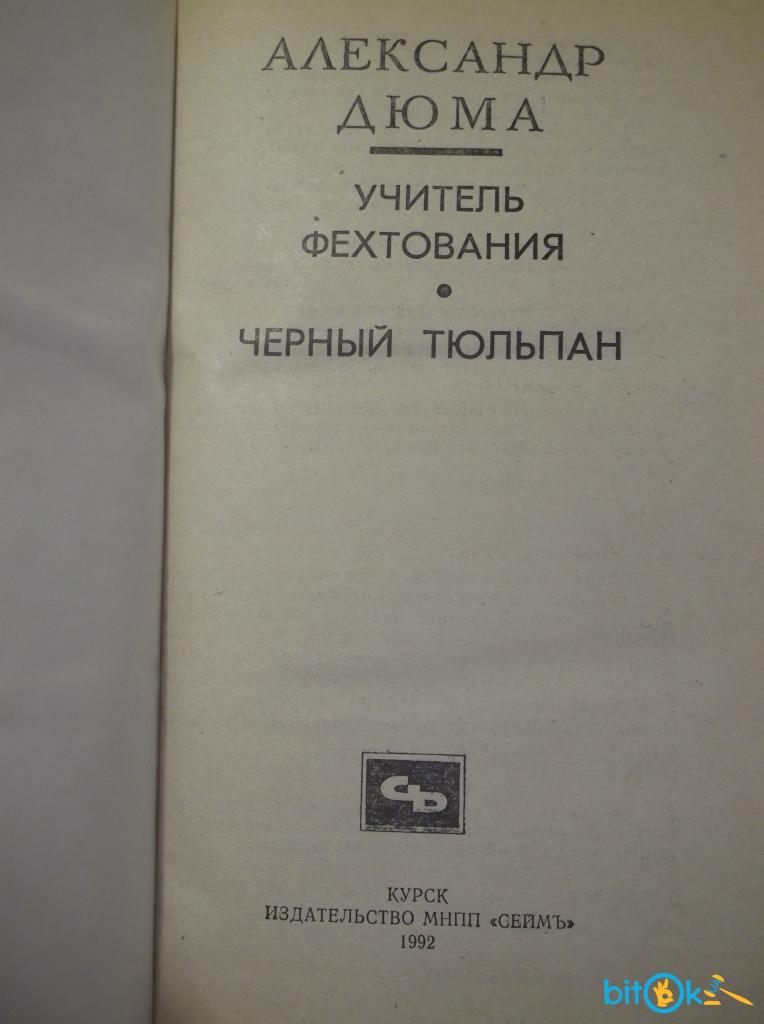 АЛЕКСАНДР
ДЮМА
УЧИТЕЛЬ
ФЕХТОВАНИЯ
•
ЧЕРНЫЙ ТЮЛЬПАН
КУРСК
ИЗДАТЕЛЬСТВО МНПП «СЕЙМЪ»
1992
bitok